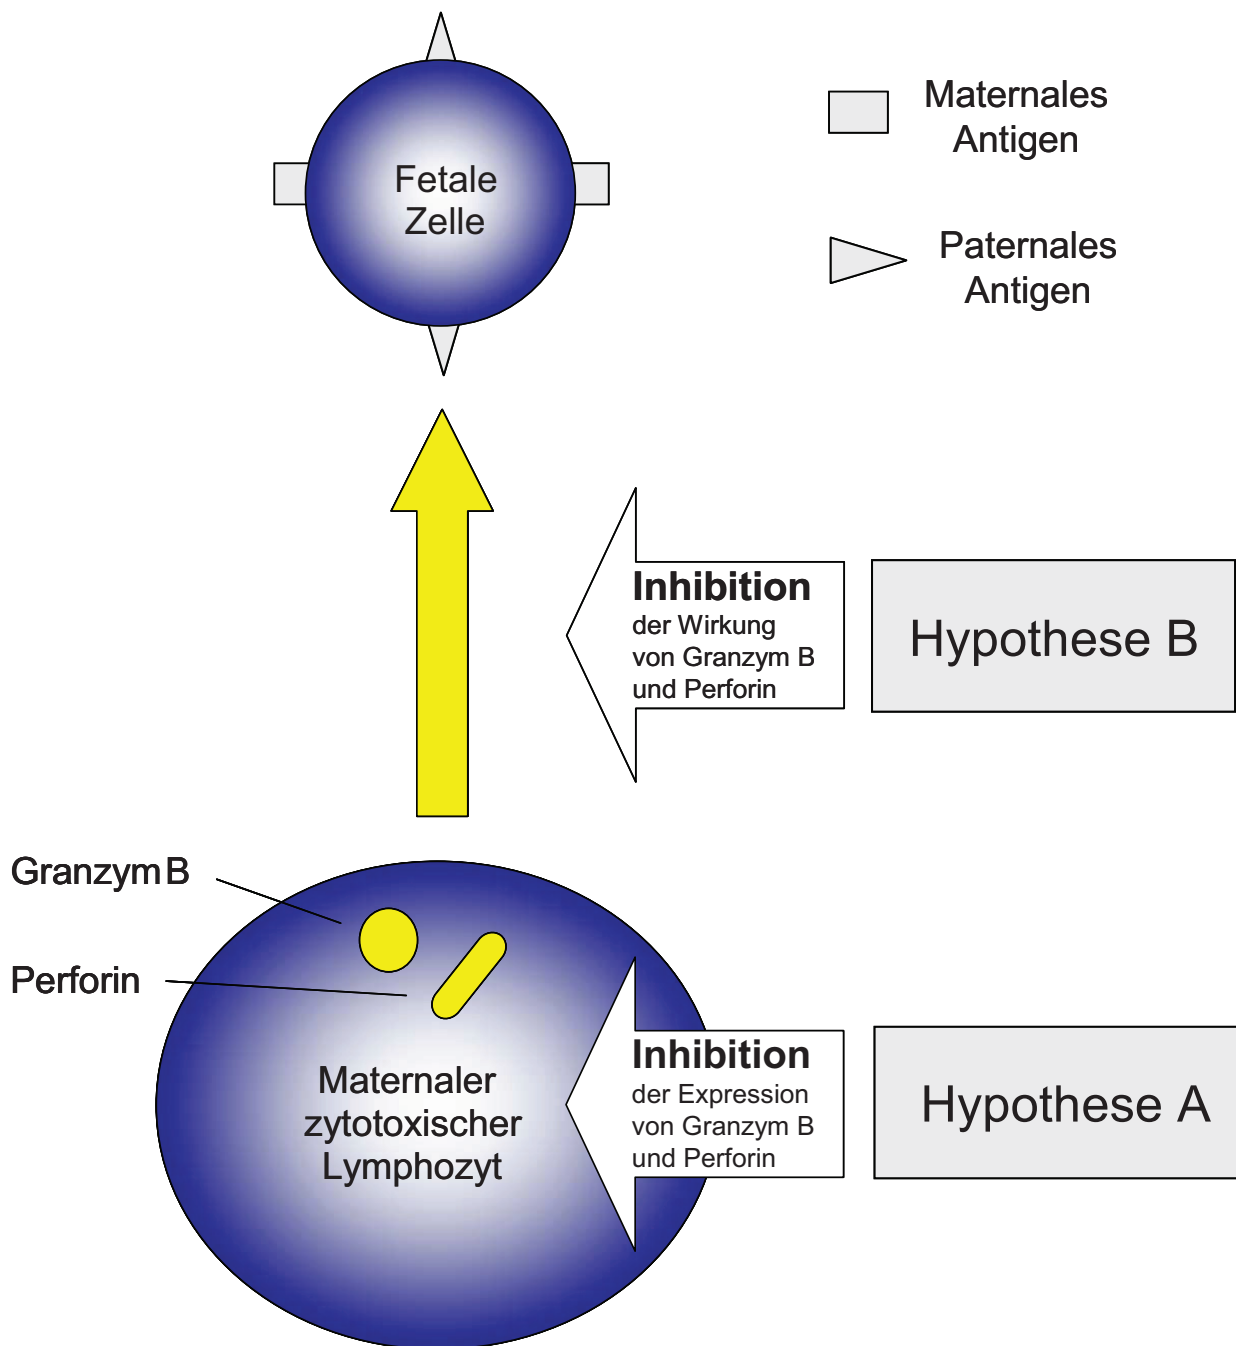 Maternales
Antigen
Fetale
Zelle
Paternales
Antigen
Inhibition
der Wirkung
von Granzym B
und Perforin
Hypothese B
Granzym B
Perforin
Maternaler
zytotoxischer
Lymphozyt
Inhibition
der Expression
von Granzym B
und Perforin
Hypothese A